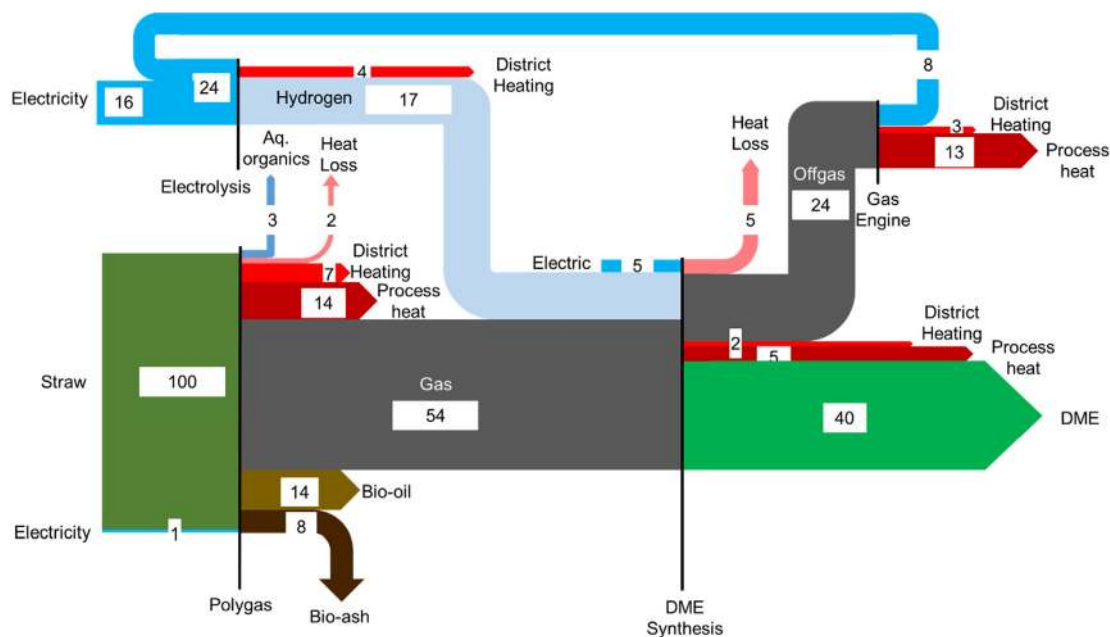 8
4
District
Heating
24
Electricity
16
Hydrogen
17
Aq.
organics
Heat
Loss
Electrolysis
3
2
Heat
Loss
5
Offgas
24
Gas
Engine
3
District
Heating
13
Process
heat
7
District
Heating
14
Process
heat
Electric
5
2
District
Heating
5
Process
heat
Straw
100
Gas
54
40
DME
14
Bio-oil
Electricity
1
8
Polygas
Bio-ash
DME
Synthesis